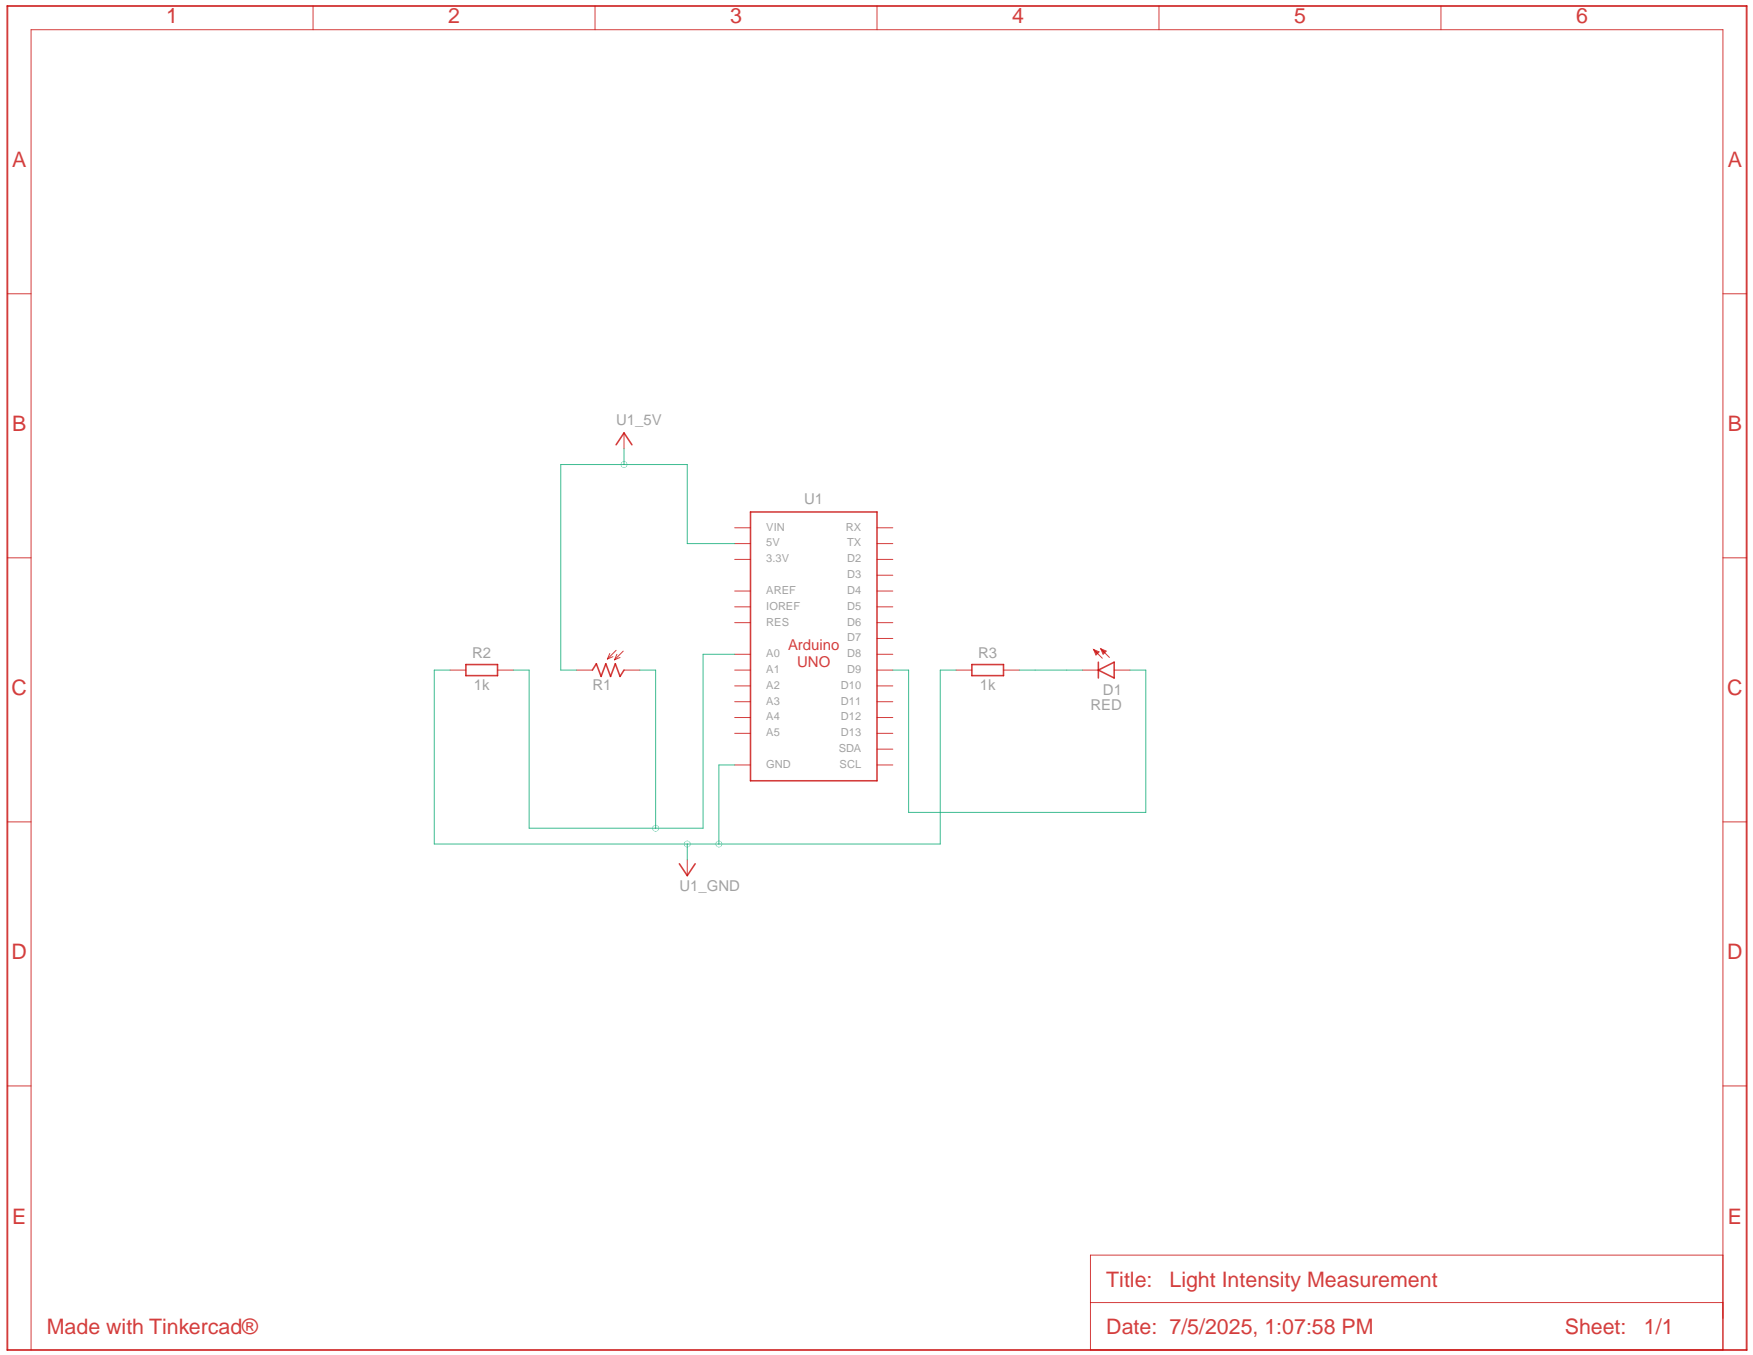 1 2 3 4 5 6
A A
B B
U1_5V
U1
VIN RX
5V TX
3.3V D2
D3
AREF D4
IOREF D5
RES D6
D7
Arduino
UNO
A0 D8
A1 D9
A2 D10
A3 D11
A4 D12
A5 D13
SDA
GND SCL
R2
1k
R1
R3
1k
D1
RED
C C
U1_GND
D D
E E
Title: Light Intensity Measurement
Date: 7/5/2025, 1:07:58 PM Sheet: 1/1
Made with Tinkercad®